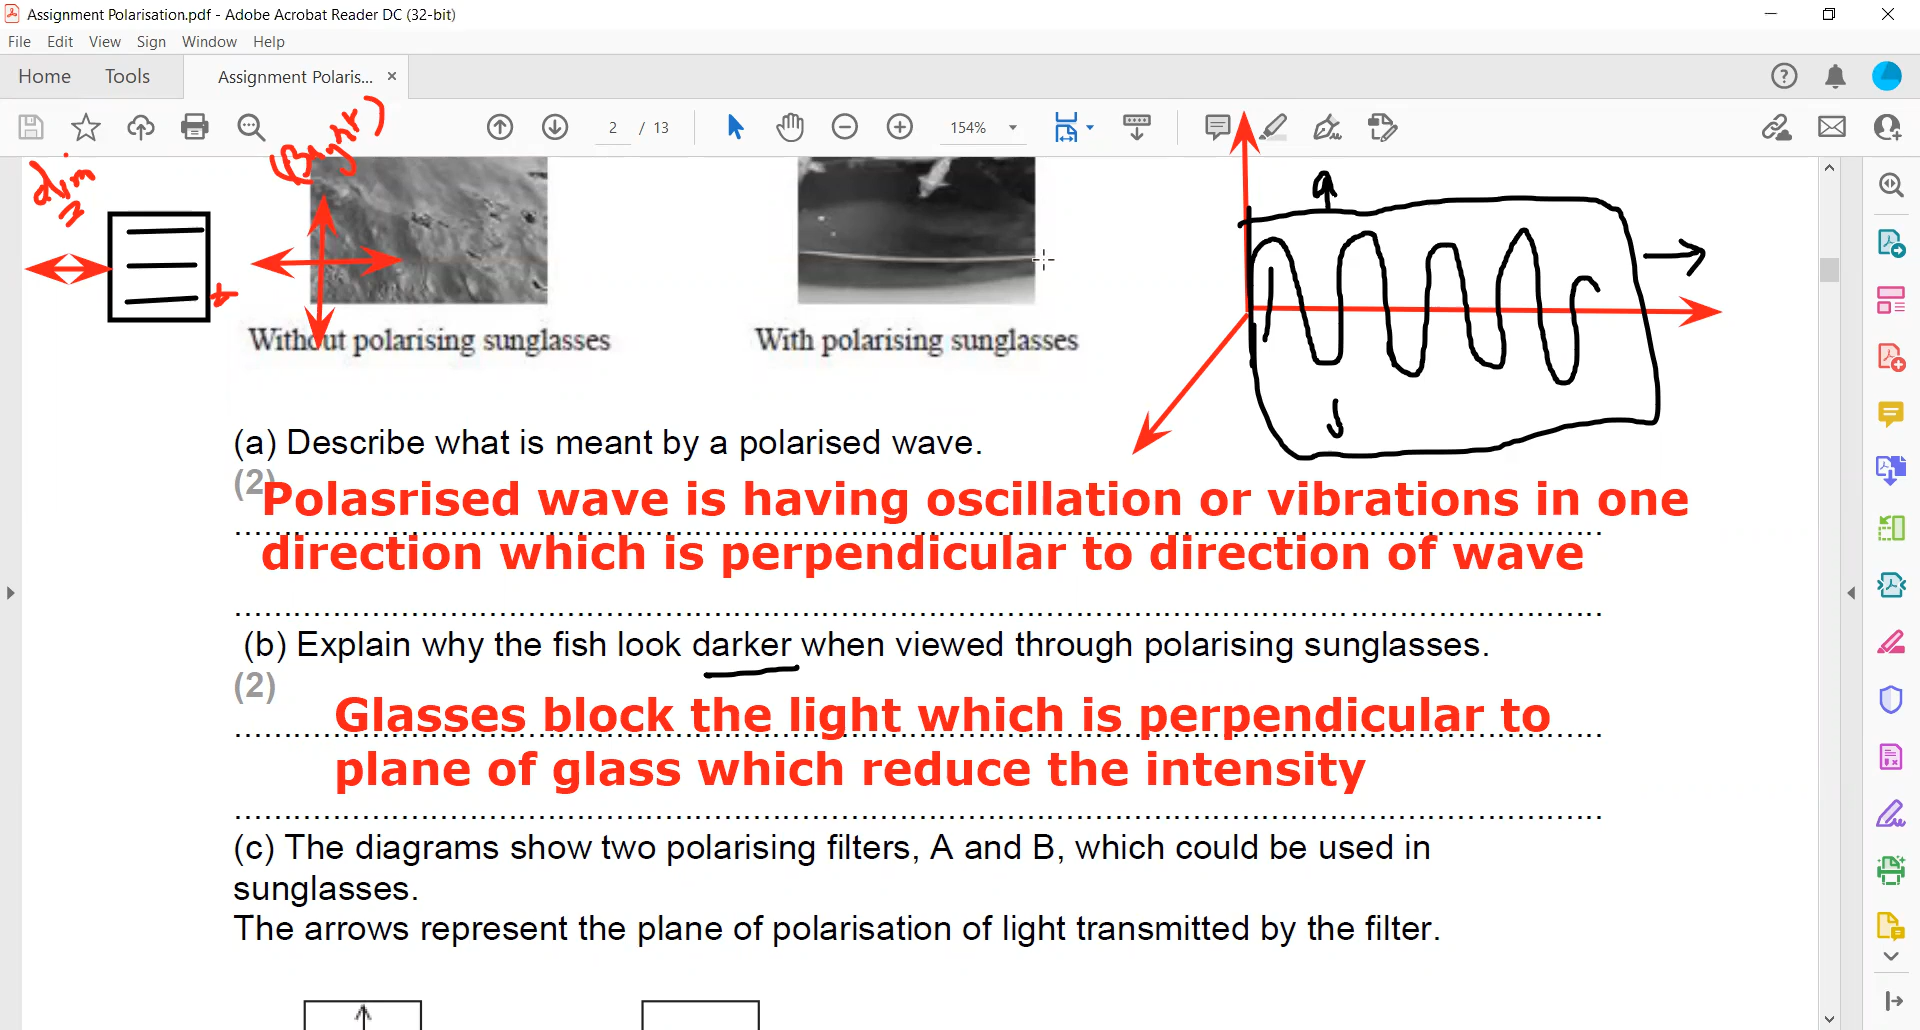 Assignment Polarisation.pdf - Adobe Acrobat Reader DC (32-bit)
File Edit View Sign Window Help
Home Tools Assignment Polaris... ×
2 / 13 154%
dim
(Bright)
Without polarising sunglasses
With polarising sunglasses
(a) Describe what is meant by a polarised wave.
(2)
Polasrised wave is having oscillation or vibrations in one
direction which is perpendicular to direction of wave
(b) Explain why the fish look darker when viewed through polarising sunglasses.
(2)
Glasses block the light which is perpendicular to
plane of glass which reduce the intensity
(c) The diagrams show two polarising filters, A and B, which could be used in
sunglasses.
The arrows represent the plane of polarisation of light transmitted by the filter.